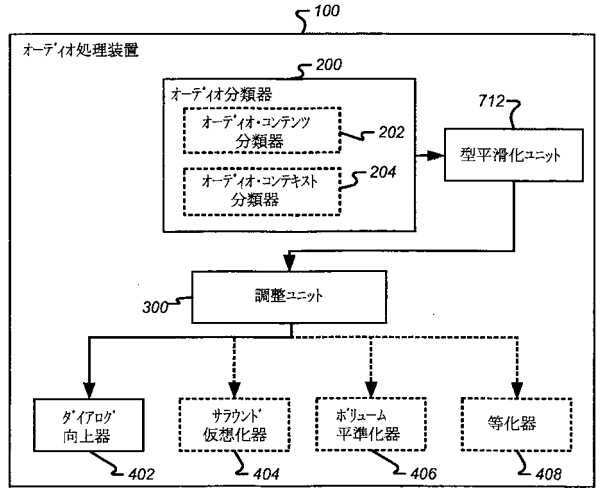 100
オーディオ処理装置
200
オーディオ分類器
オーディオ・コンテンツ
分類器
202
オーディオ・コンテキスト
分類器
204
712
型平滑化ユニット
調整ユニット
300
ダイアログ
向上器
402
サラウンド
仮想化器
404
ボリューム
平準化器
406
等化器
408